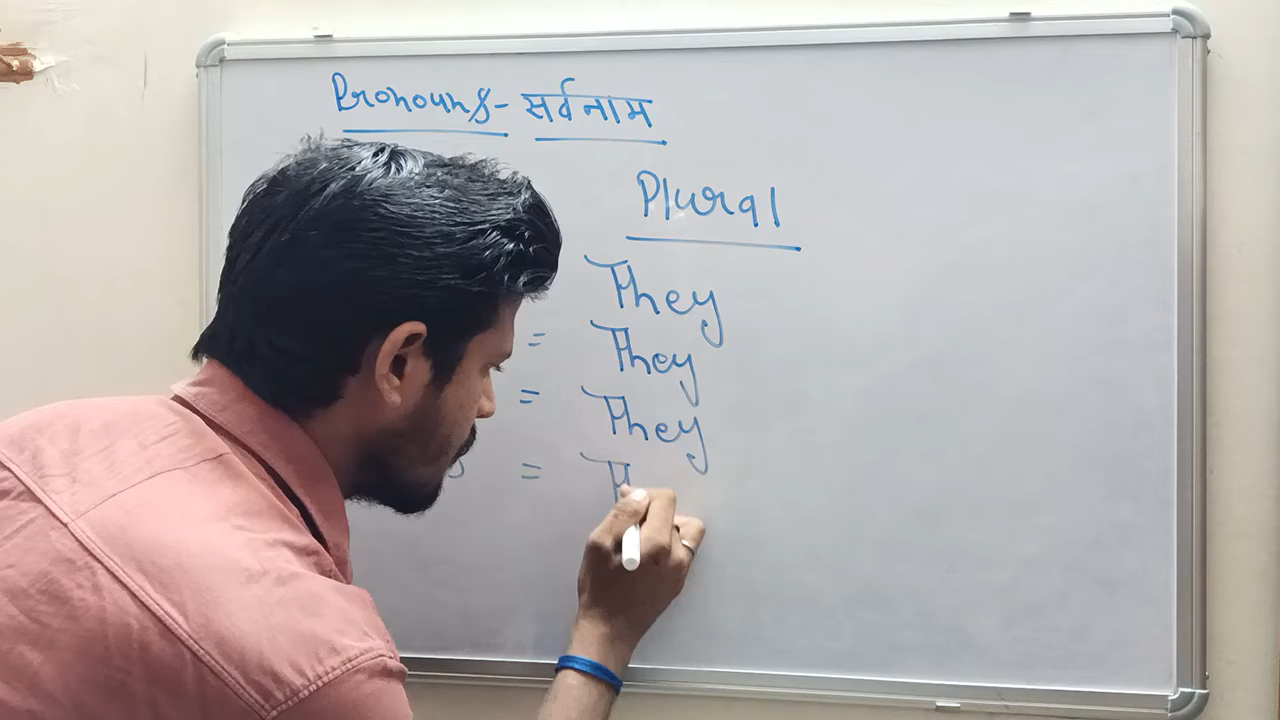 Pronouns- सर्वनाम
Plural
They
= They
= They
=